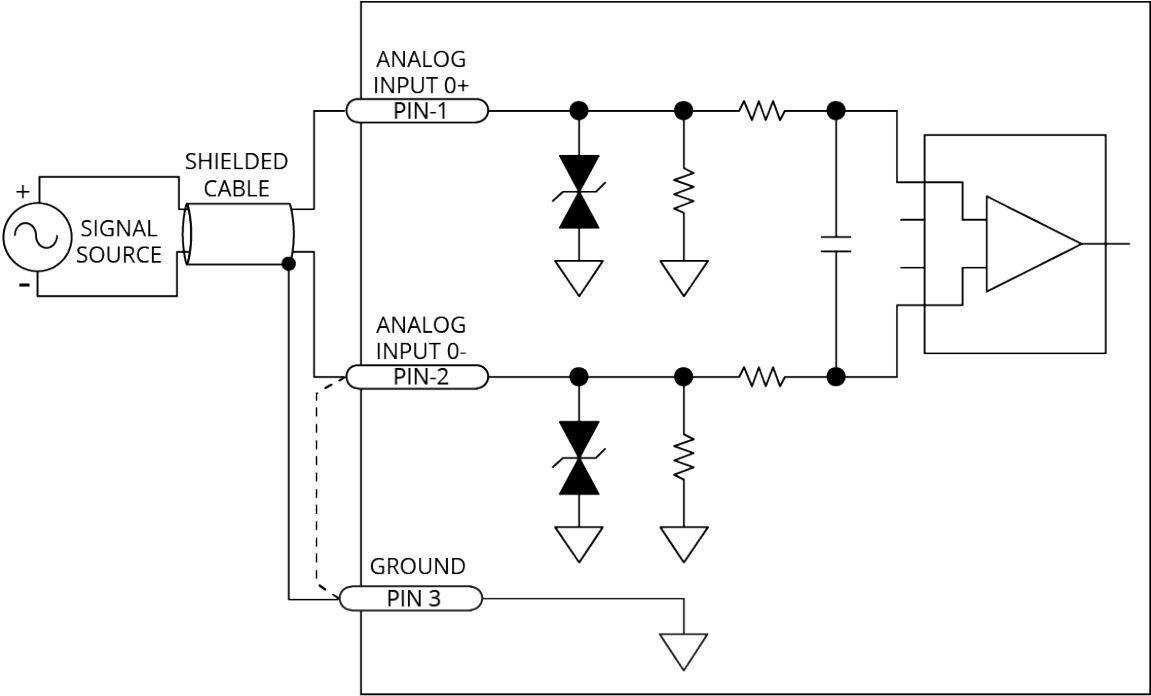 ANALOG
INPUT 0+
PIN-1
SHIELDED
CABLE
+
SIGNAL
SOURCE
-
ANALOG
INPUT 0-
PIN-2
GROUND
PIN 3